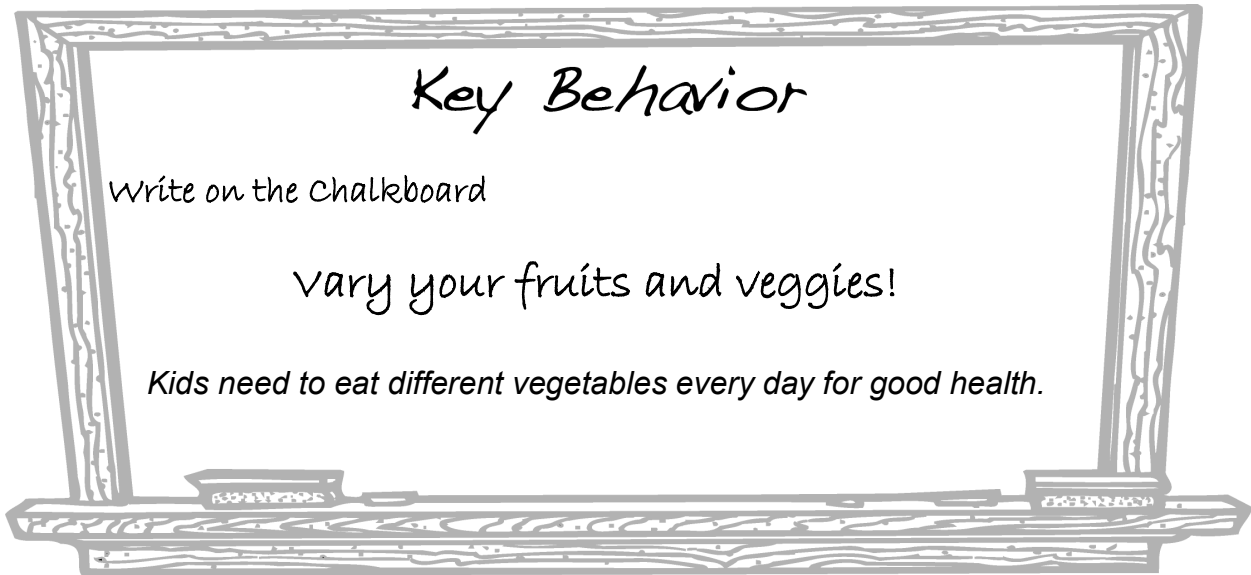 Key Behavior
Write on the Chalkboard
Vary your fruits and veggies!
Kids need to eat different vegetables every day for good health.